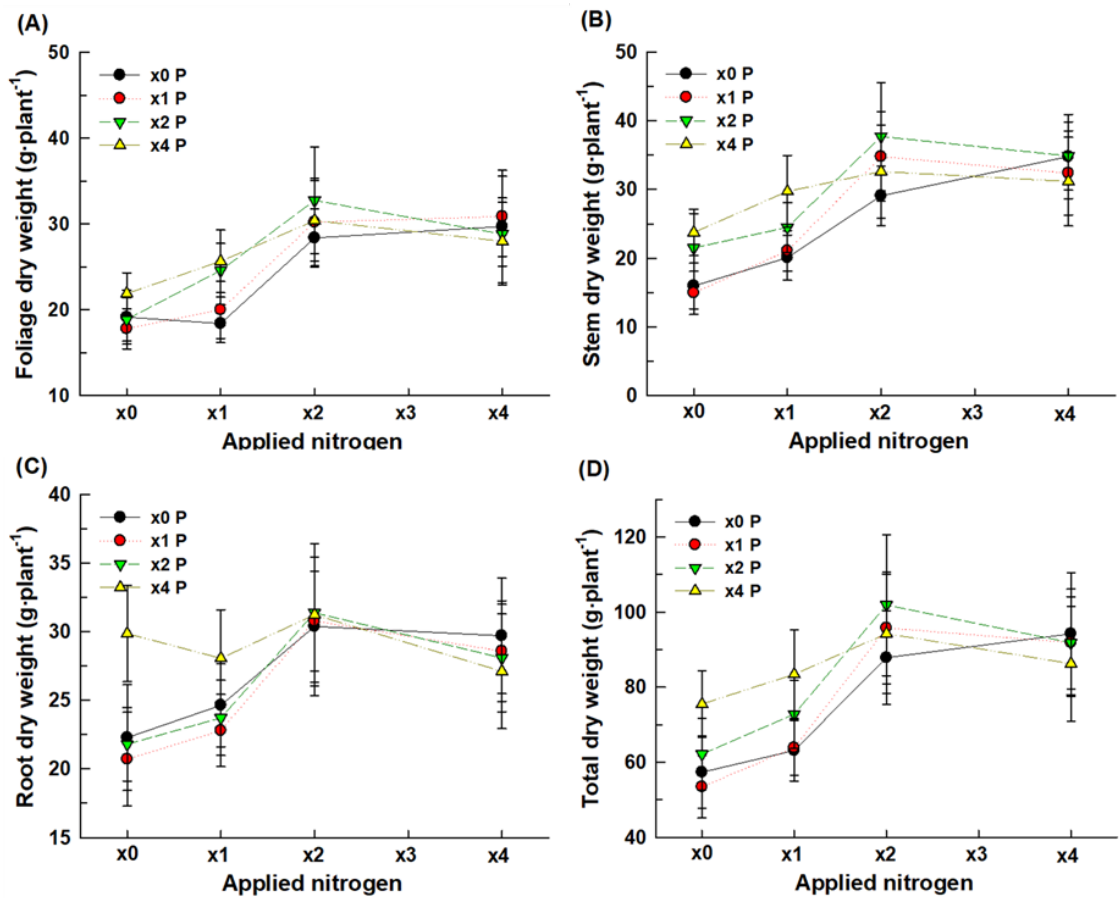 (A)
Foliage dry weight (g·plant⁻¹)
50
40
30
20
10
x0 P
x1 P
x2 P
x4 P
x0 x1 x2 x3 x4
Applied nitrogen
(B)
Stem dry weight (g·plant⁻¹)
50
40
30
20
10
0
x0 P
x1 P
x2 P
x4 P
x0 x1 x2 x3 x4
Applied nitrogen
(C)
Root dry weight (g·plant⁻¹)
40
35
30
25
20
15
x0 P
x1 P
x2 P
x4 P
x0 x1 x2 x3 x4
Applied nitrogen
(D)
Total dry weight (g·plant⁻¹)
120
100
80
60
40
x0 P
x1 P
x2 P
x4 P
x0 x1 x2 x3 x4
Applied nitrogen